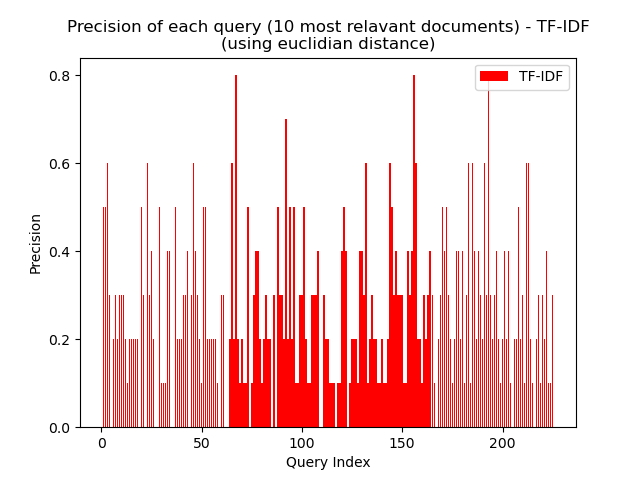 Precision of each query (10 most relavant documents) - TF-IDF
(using euclidian distance)
TF-IDF
0.8
0.6
0.4
0.2
0.0
Precision
0 50 100 150 200
Query Index